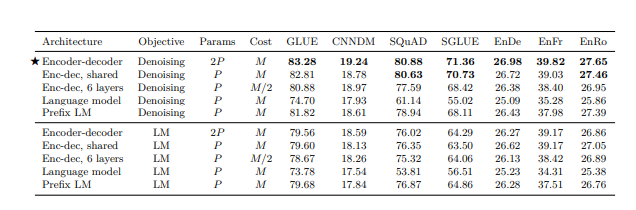 Architecture Objective Params Cost GLUE CNNDM SQuAD SGLUE EnDe EnFr EnRo
★ Encoder-decoder Denoising 2P M 83.28 19.24 80.88 71.36 26.98 39.82 27.65
Enc-dec, shared Denoising P M 82.81 18.78 80.63 70.73 26.72 39.03 27.46
Enc-dec, 6 layers Denoising P M/2 80.88 18.97 77.59 68.42 26.38 38.40 26.95
Language model Denoising P M 74.70 17.93 61.14 55.02 25.09 35.28 25.86
Prefix LM Denoising P M 81.82 18.61 78.94 68.11 26.43 37.98 27.39
Encoder-decoder LM 2P M 79.56 18.59 76.02 64.29 26.27 39.17 26.86
Enc-dec, shared LM P M 79.60 18.13 76.35 63.50 26.62 39.17 27.05
Enc-dec, 6 layers LM P M/2 78.67 18.26 75.32 64.06 26.13 38.42 26.89
Language model LM P M 73.78 17.54 53.81 56.51 25.23 34.31 25.38
Prefix LM LM P M 79.68 17.84 76.87 64.86 26.28 37.51 26.76